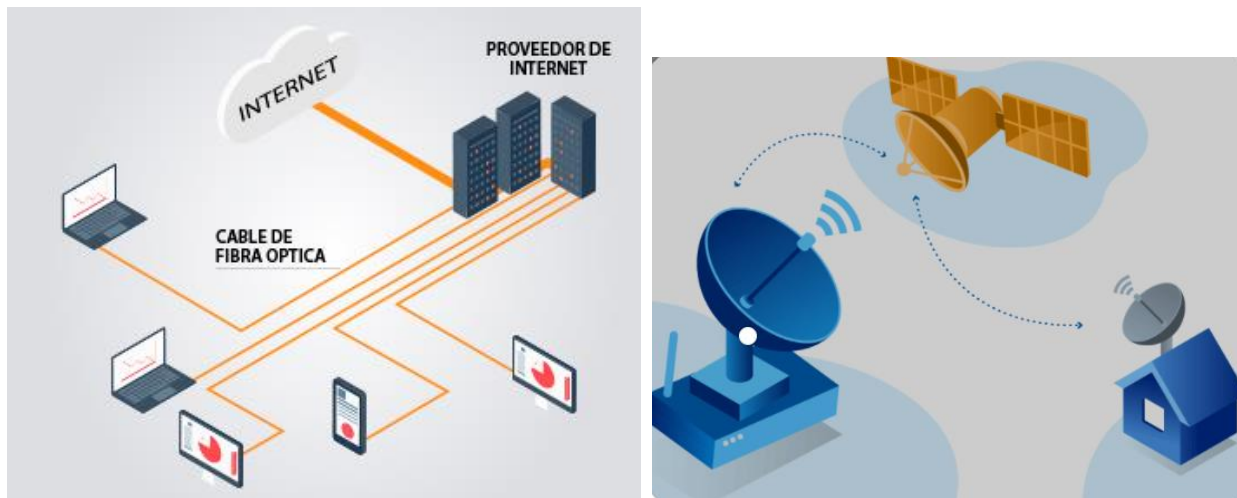 INTERNET
PROVEEDOR DE
INTERNET
CABLE DE
FIBRA OPTICA